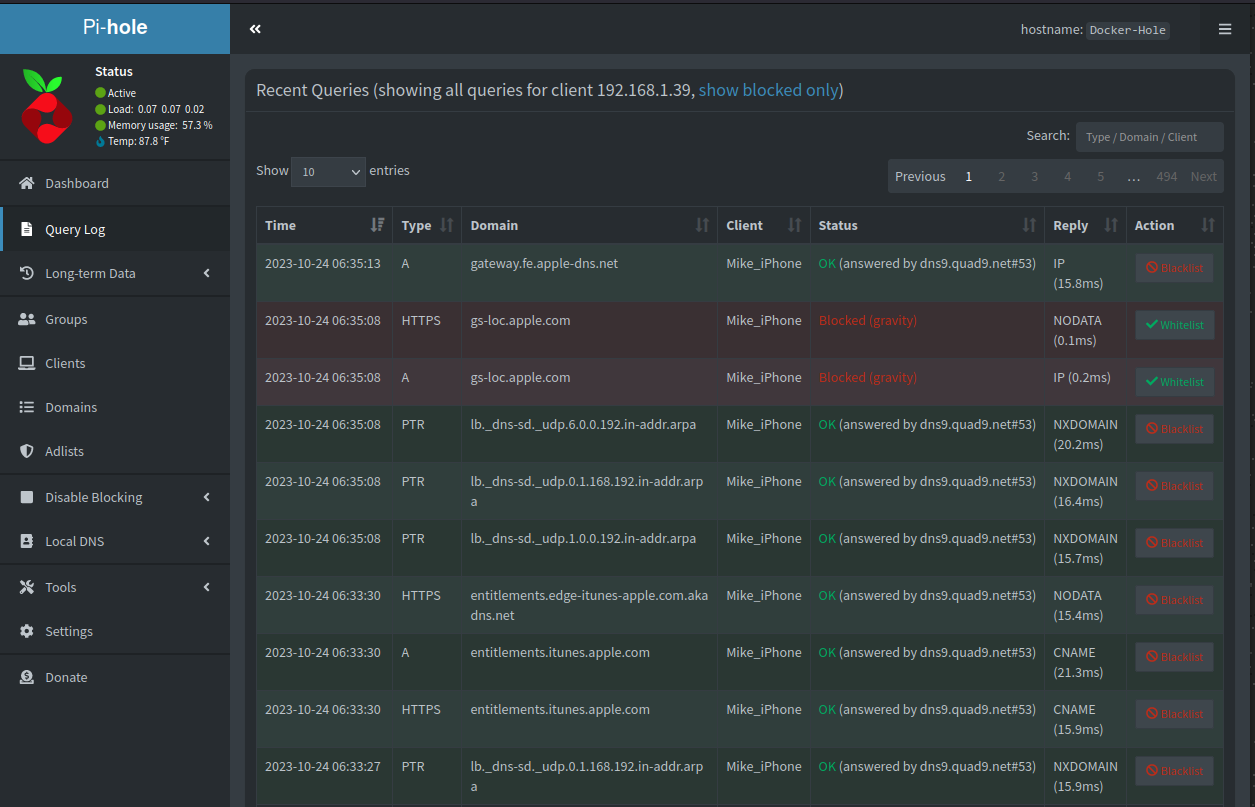 Pi-hole
hostname: Docker-Hole
Status
Active
Load: 0.07 0.07 0.02
Memory usage: 57.3 %
Temp: 87.8 °F
Dashboard
Query Log
Long-term Data
Groups
Clients
Domains
Adlists
Disable Blocking
Local DNS
Tools
Settings
Donate
Recent Queries (showing all queries for client 192.168.1.39, show blocked only)
Search: Type / Domain / Client
Show 10 entries
Previous 1 2 3 4 5 … 494 Next
Time Type Domain Client Status Reply Action
2023-10-24 06:35:13 A gateway.fe.apple-dns.net Mike_iPhone OK (answered by dns9.quad9.net#53) IP Blacklist
(15.8ms)
2023-10-24 06:35:08 HTTPS gs-loc.apple.com Mike_iPhone Blocked (gravity) NODATA Whitelist
(0.1ms)
2023-10-24 06:35:08 A gs-loc.apple.com Mike_iPhone Blocked (gravity) IP (0.2ms) Whitelist
2023-10-24 06:35:08 PTR lb._dns-sd._udp.6.0.0.192.in-addr.arpa Mike_iPhone OK (answered by dns9.quad9.net#53) NXDOMAIN Blacklist
(20.2ms)
2023-10-24 06:35:08 PTR lb._dns-sd._udp.0.1.168.192.in-addr.arp Mike_iPhone OK (answered by dns9.quad9.net#53) NXDOMAIN Blacklist
a (16.4ms)
2023-10-24 06:35:08 PTR lb._dns-sd._udp.1.0.0.192.in-addr.arpa Mike_iPhone OK (answered by dns9.quad9.net#53) NXDOMAIN Blacklist
(15.7ms)
2023-10-24 06:33:30 HTTPS entitlements.edge-itunes-apple.com.aka Mike_iPhone OK (answered by dns9.quad9.net#53) NODATA Blacklist
dns.net (15.4ms)
2023-10-24 06:33:30 A entitlements.itunes.apple.com Mike_iPhone OK (answered by dns9.quad9.net#53) CNAME Blacklist
(21.3ms)
2023-10-24 06:33:30 HTTPS entitlements.itunes.apple.com Mike_iPhone OK (answered by dns9.quad9.net#53) CNAME Blacklist
(15.9ms)
2023-10-24 06:33:27 PTR lb._dns-sd._udp.0.1.168.192.in-addr.arp Mike_iPhone OK (answered by dns9.quad9.net#53) NXDOMAIN Blacklist
a (15.9ms)